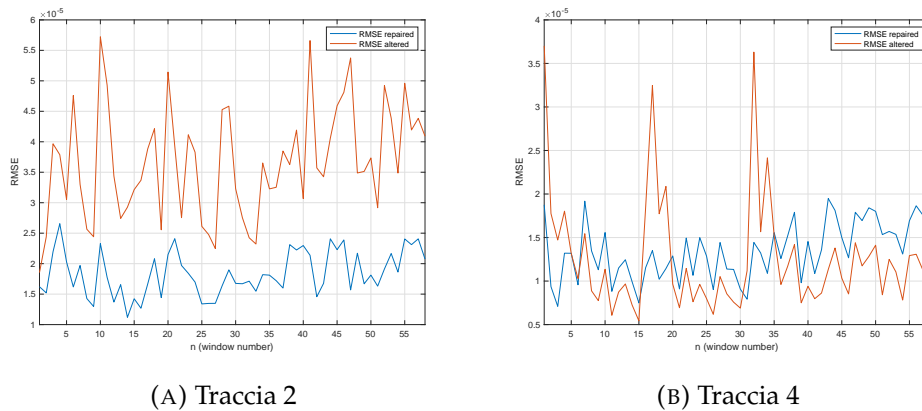 ×10⁻⁵
RMSE repaired
RMSE altered
6
5.5
5
4.5
4
3.5
3
2.5
2
1.5
1
RMSE
5 10 15 20 25 30 35 40 45 50 55
n (window number)
(A) Traccia 2
×10⁻⁵
RMSE repaired
RMSE altered
4
3.5
3
2.5
2
1.5
1
0.5
RMSE
5 10 15 20 25 30 35 40 45 50 55
n (window number)
(B) Traccia 4